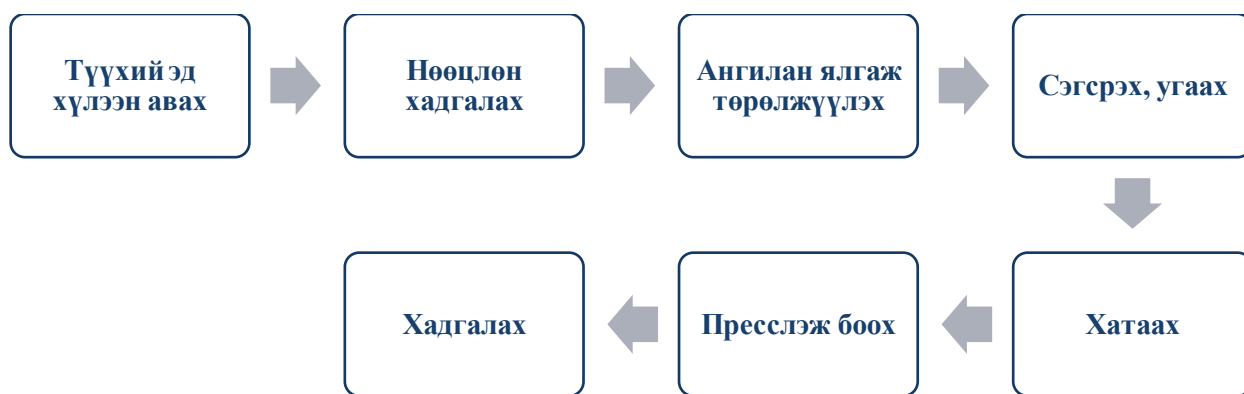 Түүхий эд
хүлээн авах
Нөөцлөн
хадгалах
Ангилан ялгаж
төрөлжүүлэх
Сэгсрэх, угаах
Хатаах
Пресслэж боох
Хадгалах